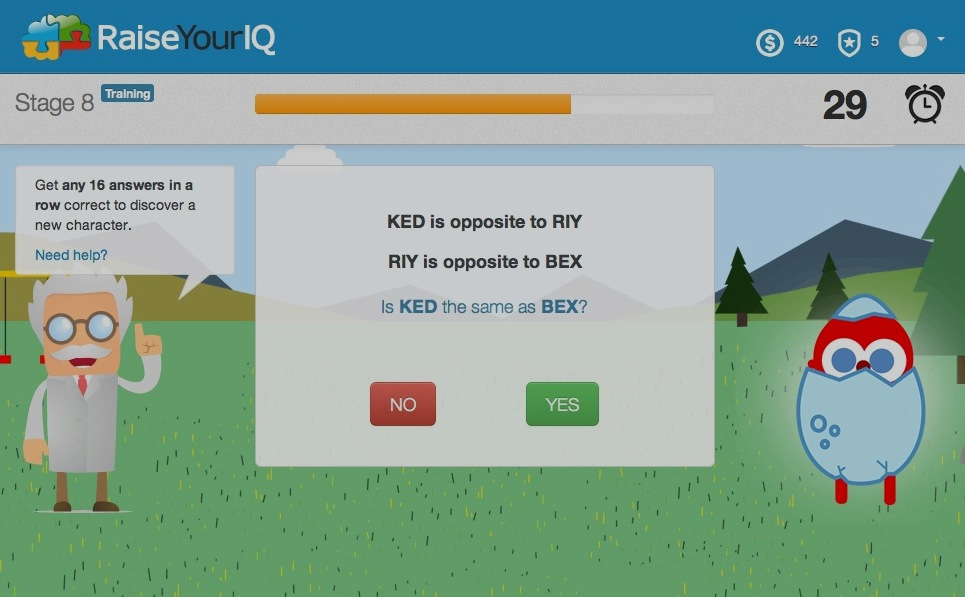 RaiseYourIQ
442
5
Stage 8
Training
29
Get any 16 answers in a
row correct to discover a
new character.
Need help?
KED is opposite to RIY
RIY is opposite to BEX
Is KED the same as BEX?
NO
YES